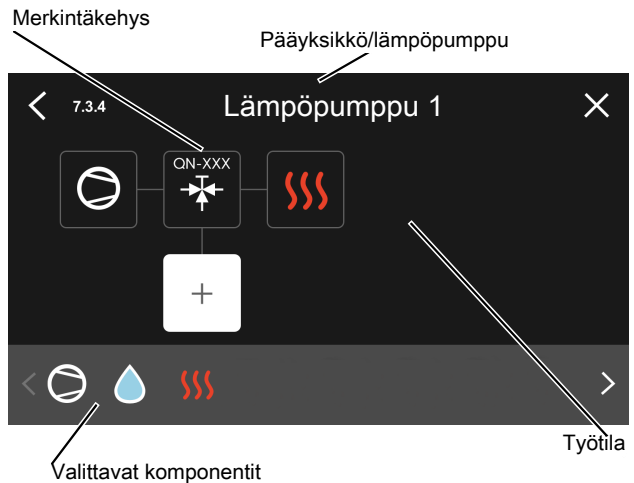 Merkintäkehys
Pääyksikkö/lämpöpumppu
7.3.4
Lämpöpumppu 1
QN-XXX
Työtila
Valittavat komponentit